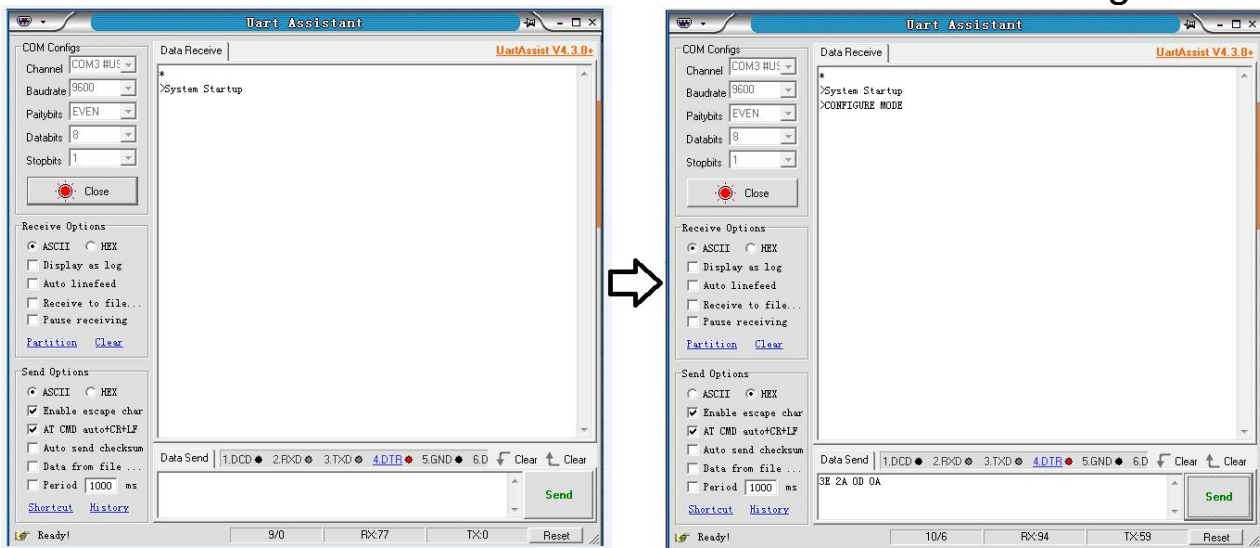 Uart Assistant
COM Configs
Channel COM3 #US
Baudrate 9600
Paitybits EVEN
Databits 8
Stopbits 1
Close
Receive Options
ASCII HEX
Display as log
Auto linefeed
Receive to file...
Pause receiving
Partition Clear
Send Options
ASCII HEX
Enable escape char
AT CMD auto+CR+LF
Auto send checksum
Data from file ...
Period 1000 ms
Shortcut History
Data Receive UartAssist V4.3.8+
*
>System Startup
Data Send 1.DCD 2.RXD 3.TXD 4.DTR 5.GND 6.D Clear Clear
Send
Ready! 9/0 RX:77 TX:0 Reset
Uart Assistant
COM Configs
Channel COM3 #US
Baudrate 9600
Paitybits EVEN
Databits 8
Stopbits 1
Close
Receive Options
ASCII HEX
Display as log
Auto linefeed
Receive to file...
Pause receiving
Partition Clear
Send Options
ASCII HEX
Enable escape char
AT CMD auto+CR+LF
Auto send checksum
Data from file ...
Period 1000 ms
Shortcut History
Data Receive UartAssist V4.3.8+
*
>System Startup
>CONFIGURE MODE
Data Send 1.DCD 2.RXD 3.TXD 4.DTR 5.GND 6.D Clear Clear
3E 2A 0D 0A
Send
Ready! 10/6 RX:94 TX:59 Reset